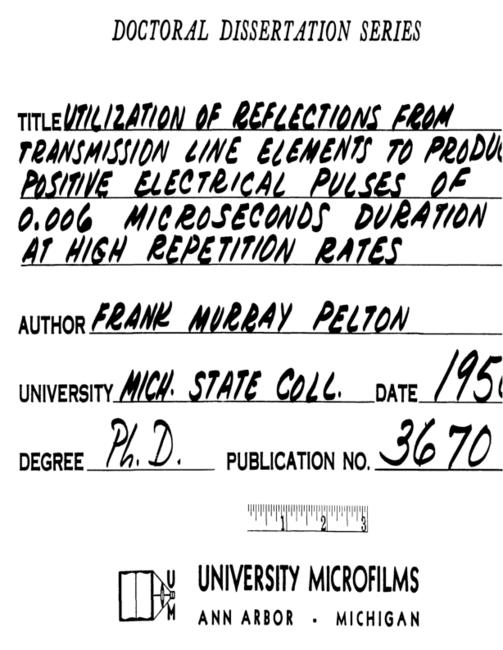 DOCTORAL DISSERTATION SERIES
TITLE UTILIZATION OF REFLECTIONS FROM
TRANSMISSION LINE ELEMENTS TO
POSITIVE ELECTRICAL PULSES OF
0.006 MICROSECONDS DURATION
AT HIGH REPETITION RATES
AUTHOR FRANK MURRAY PELTON
UNIVERSITY MICH. STATE COLL. DATE
DEGREE Ph. D. PUBLICATION NO. 3670
1 2 3
U
M
UNIVERSITY MICROFILMS
ANN ARBOR · MICHIGAN